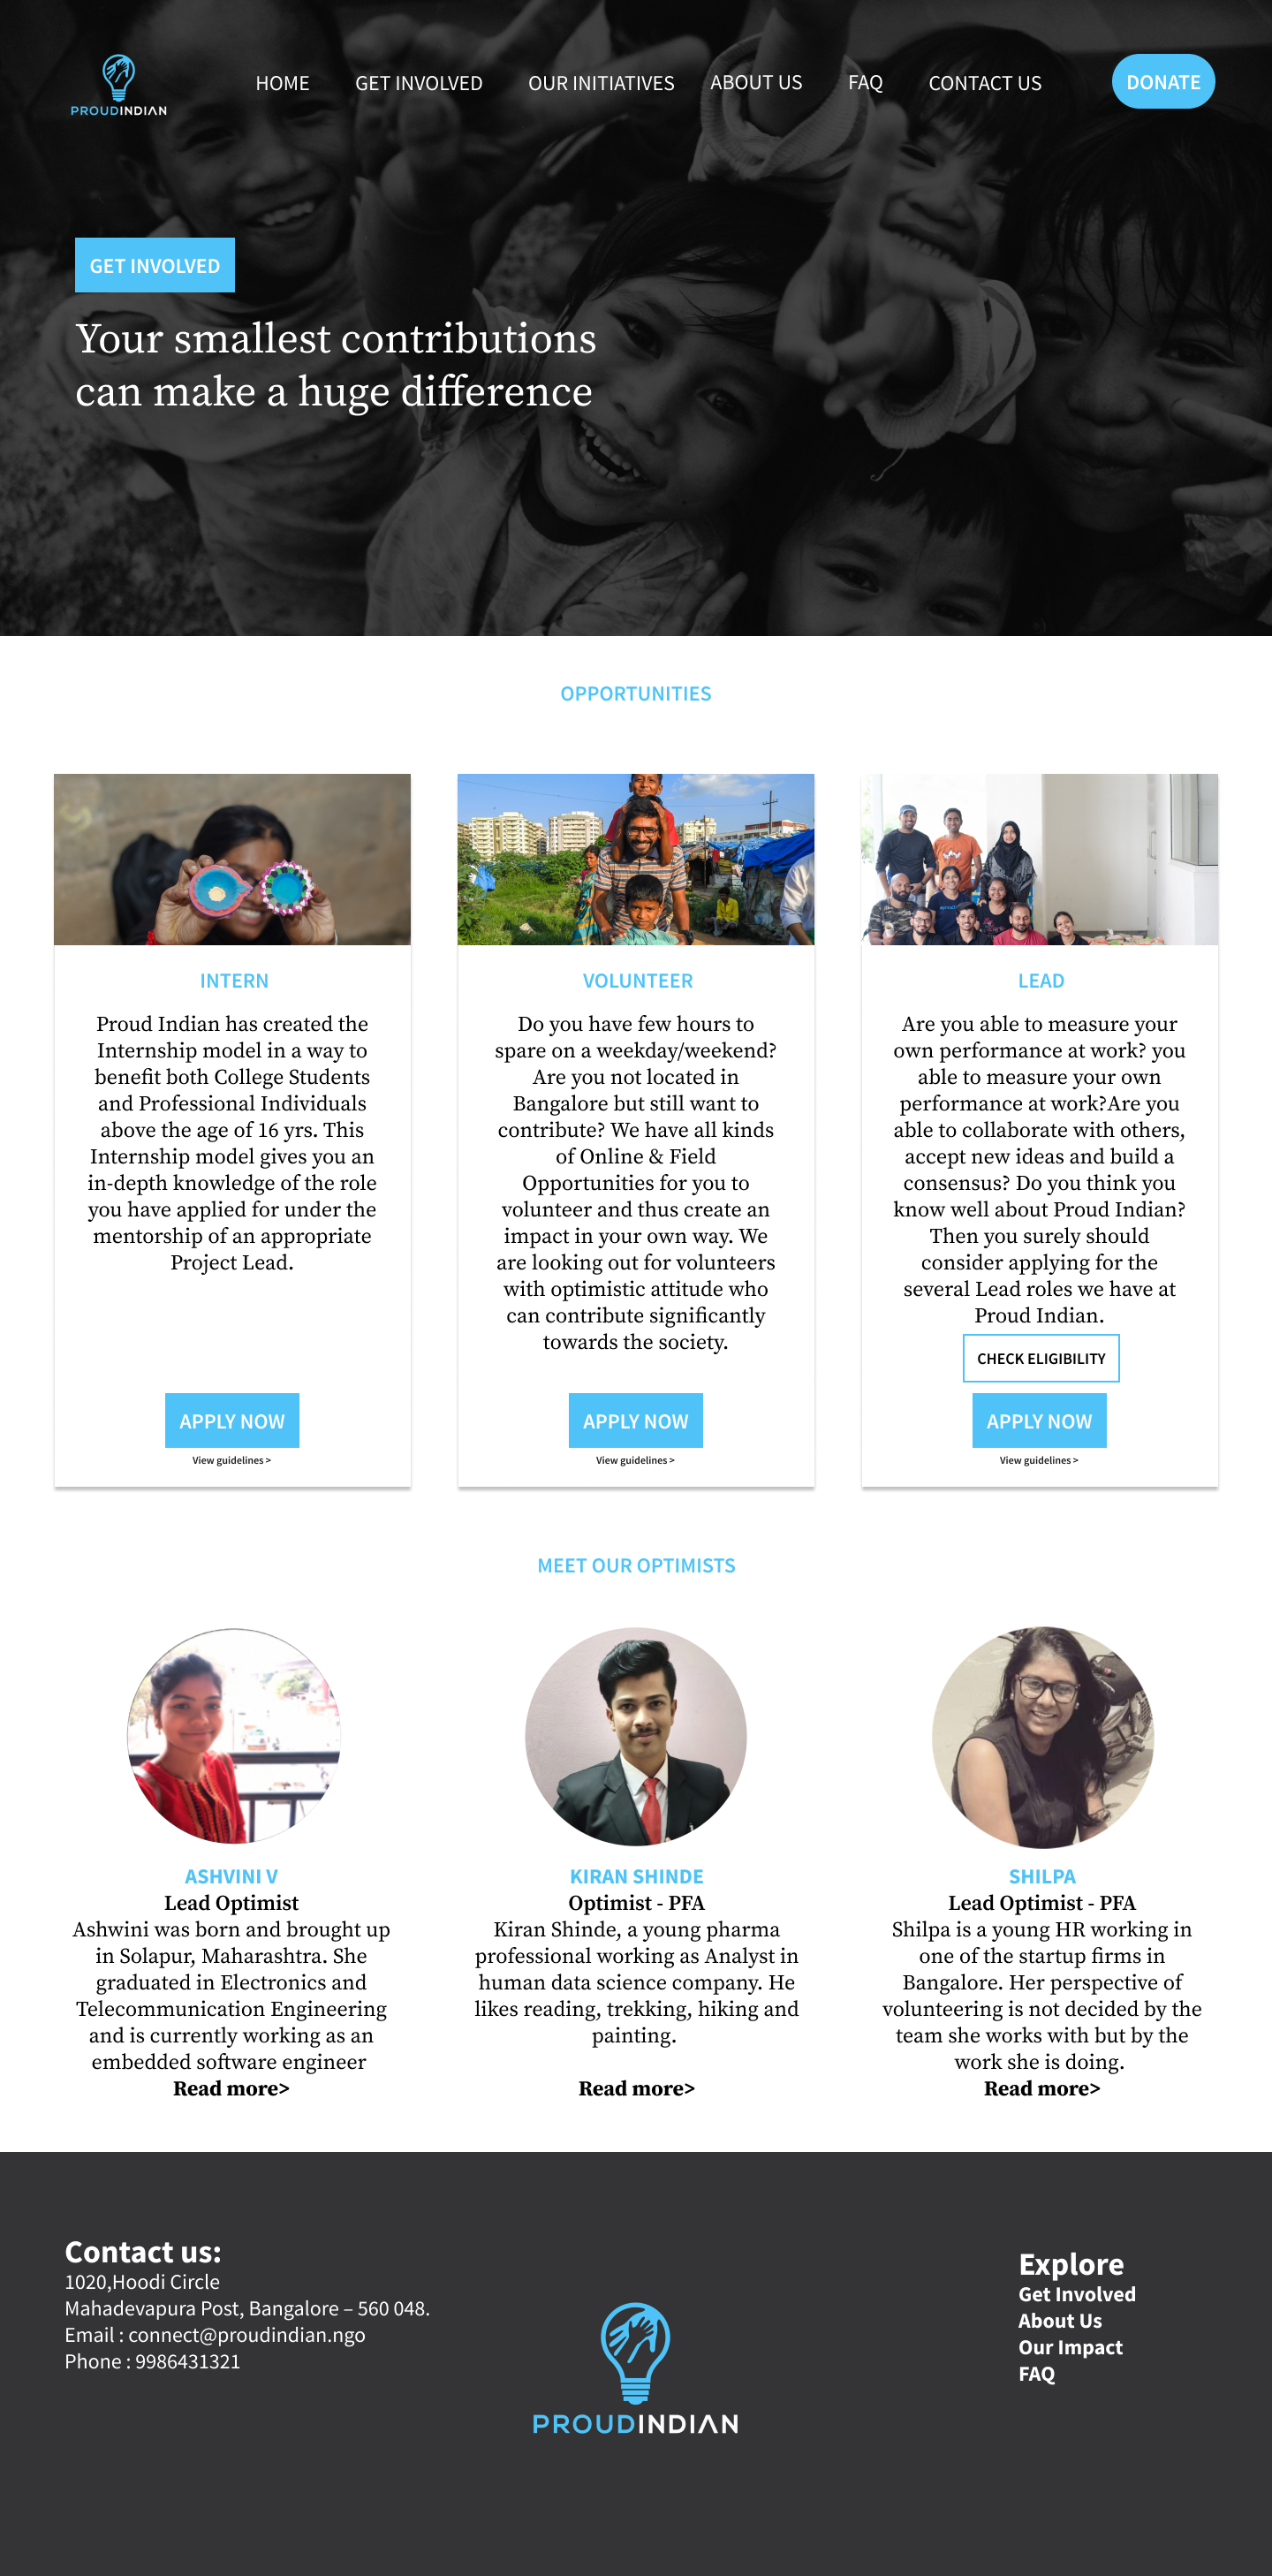 PROUDINDIAN
HOME GET INVOLVED OUR INITIATIVES ABOUT US FAQ CONTACT US DONATE
GET INVOLVED
Your smallest contributions
can make a huge difference
OPPORTUNITIES
INTERN
Proud Indian has created the
Internship model in a way to
benefit both College Students
and Professional Individuals
above the age of 16 yrs. This
Internship model gives you an
in-depth knowledge of the role
you have applied for under the
mentorship of an appropriate
Project Lead.
APPLY NOW
View guidelines >
VOLUNTEER
Do you have few hours to
spare on a weekday/weekend?
Are you not located in
Bangalore but still want to
contribute? We have all kinds
of Online & Field
Opportunities for you to
volunteer and thus create an
impact in your own way. We
are looking out for volunteers
with optimistic attitude who
can contribute significantly
towards the society.
APPLY NOW
View guidelines >
LEAD
Are you able to measure your
own performance at work? you
able to measure your own
performance at work?Are you
able to collaborate with others,
accept new ideas and build a
consensus? Do you think you
know well about Proud Indian?
Then you surely should
consider applying for the
several Lead roles we have at
Proud Indian.
CHECK ELIGIBILITY
APPLY NOW
View guidelines >
MEET OUR OPTIMISTS
ASHVINI V
Lead Optimist
Ashwini was born and brought up
in Solapur, Maharashtra. She
graduated in Electronics and
Telecommunication Engineering
and is currently working as an
embedded software engineer
Read more>
KIRAN SHINDE
Optimist - PFA
Kiran Shinde, a young pharma
professional working as Analyst in
human data science company. He
likes reading, trekking, hiking and
painting.
Read more>
SHILPA
Lead Optimist - PFA
Shilpa is a young HR working in
one of the startup firms in
Bangalore. Her perspective of
volunteering is not decided by the
team she works with but by the
work she is doing.
Read more>
Contact us:
1020,Hoodi Circle
Mahadevapura Post, Bangalore – 560 048.
Email : connect@proudindian.ngo
Phone : 9986431321
PROUDINDIAN
Explore
Get Involved
About Us
Our Impact
FAQ